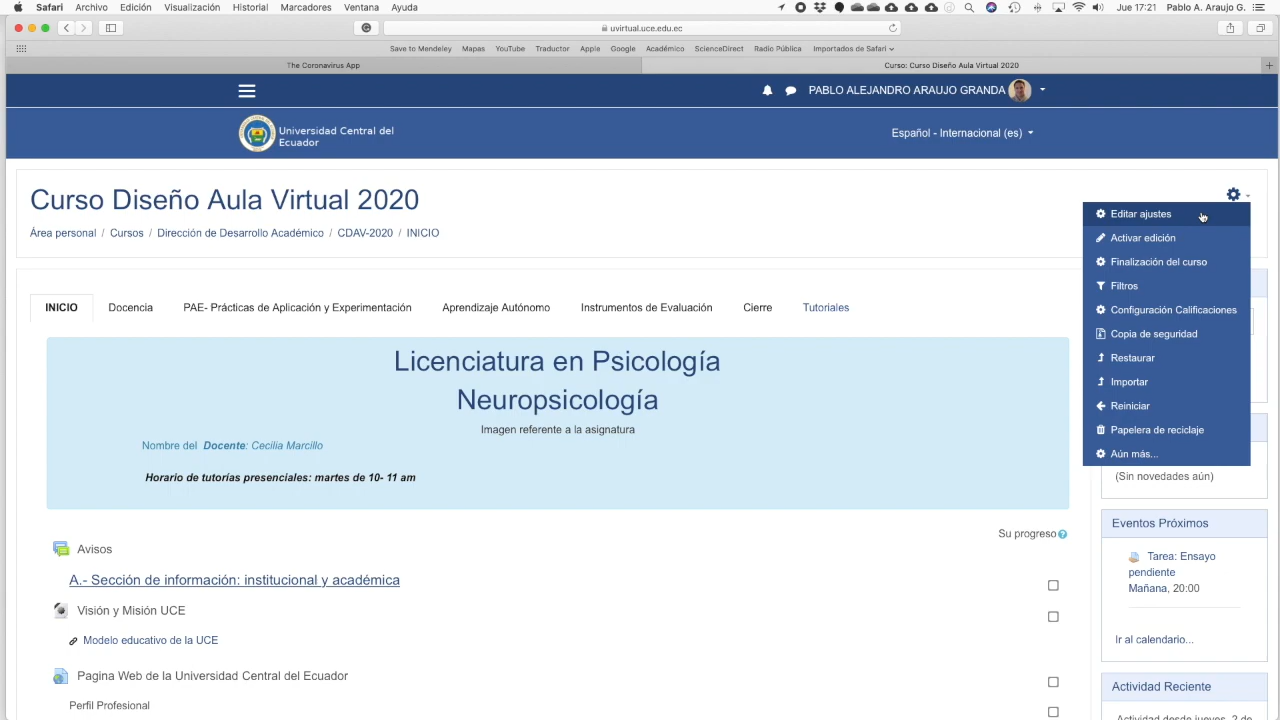 Safari Archivo Edición Visualización Historial Marcadores Ventana Ayuda Jue 17:21 Pablo A. Araujo G.
uvirtual.uce.edu.ec
Save to Mendeley Mapas YouTube Traductor Apple Google Académico ScienceDirect Radio Pública Importados de Safari
The Coronavirus App Curso: Curso Diseño Aula Virtual 2020
PABLO ALEJANDRO ARAUJO GRANDA
Universidad Central del
Ecuador
Español - Internacional (es)
Curso Diseño Aula Virtual 2020
Área personal / Cursos / Dirección de Desarrollo Académico / CDAV-2020 / INICIO
Editar ajustes
Activar edición
Finalización del curso
Filtros
Configuración Calificaciones
Copia de seguridad
Restaurar
Importar
Reiniciar
Papelera de reciclaje
Aún más...
INICIO Docencia PAE- Prácticas de Aplicación y Experimentación Aprendizaje Autónomo Instrumentos de Evaluación Cierre Tutoriales
Licenciatura en Psicología
Neuropsicología
Imagen referente a la asignatura
Nombre del Docente: Cecilia Marcillo
Horario de tutorías presenciales: martes de 10- 11 am
Su progreso
Avisos
A.- Sección de información: institucional y académica
Visión y Misión UCE
Modelo educativo de la UCE
Pagina Web de la Universidad Central del Ecuador
Perfil Profesional
(Sin novedades aún)
Eventos Próximos
Tarea: Ensayo
pendiente
Mañana, 20:00
Ir al calendario...
Actividad Reciente
Actividad desde jueves, 2 de